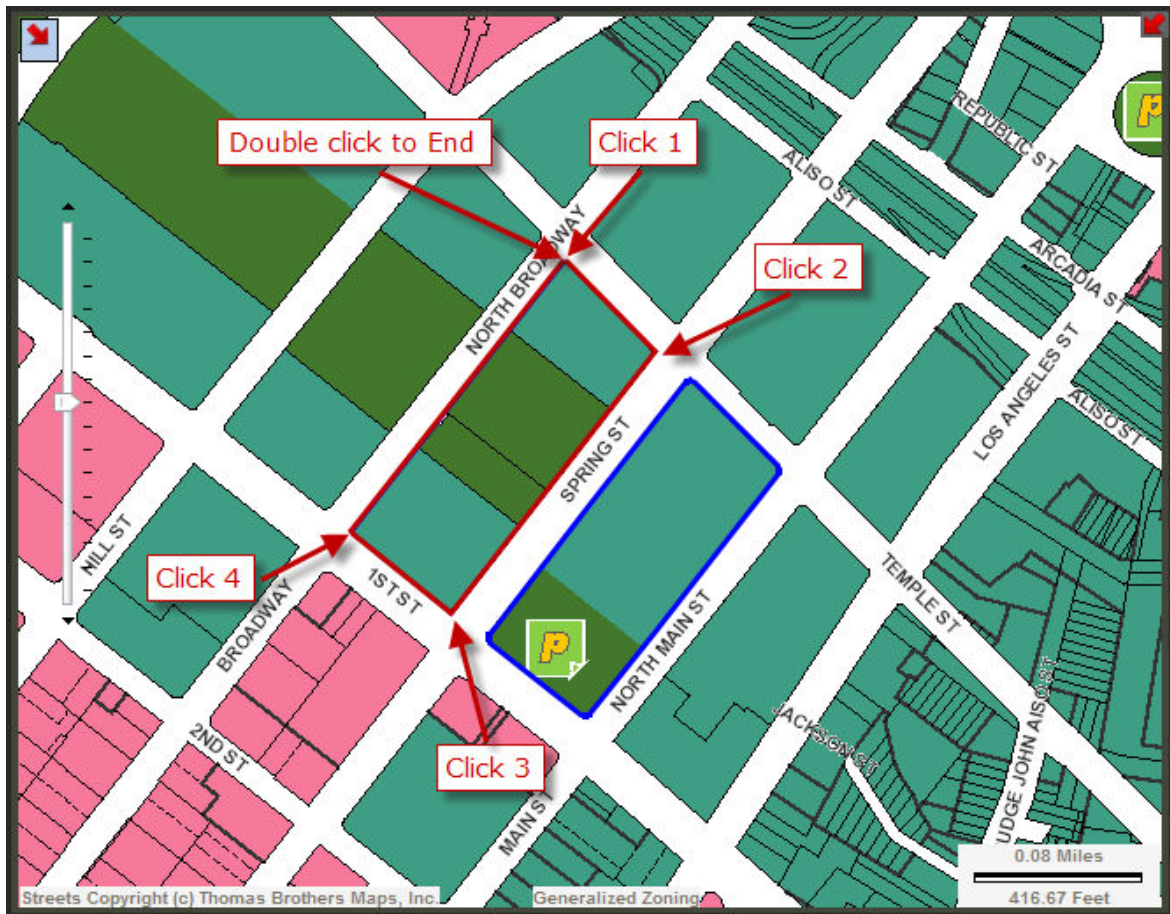 REPUBLIC ST
P
Double click to End
Click 1
ALISO ST
NORTH BROADWAY
Click 2
ARCADIA ST
LOS ANGELES ST
ALISO ST
SPRING ST
HILL ST
Click 4
1ST ST
BROADWAY
TEMPLE ST
P
NORTH MAIN ST
2ND ST
JACKSON ST
JUDGE JOHN AISO ST
Click 3
MAIN ST
0.08 Miles
416.67 Feet
Streets Copyright (c) Thomas Brothers Maps, Inc.
Generalized Zoning